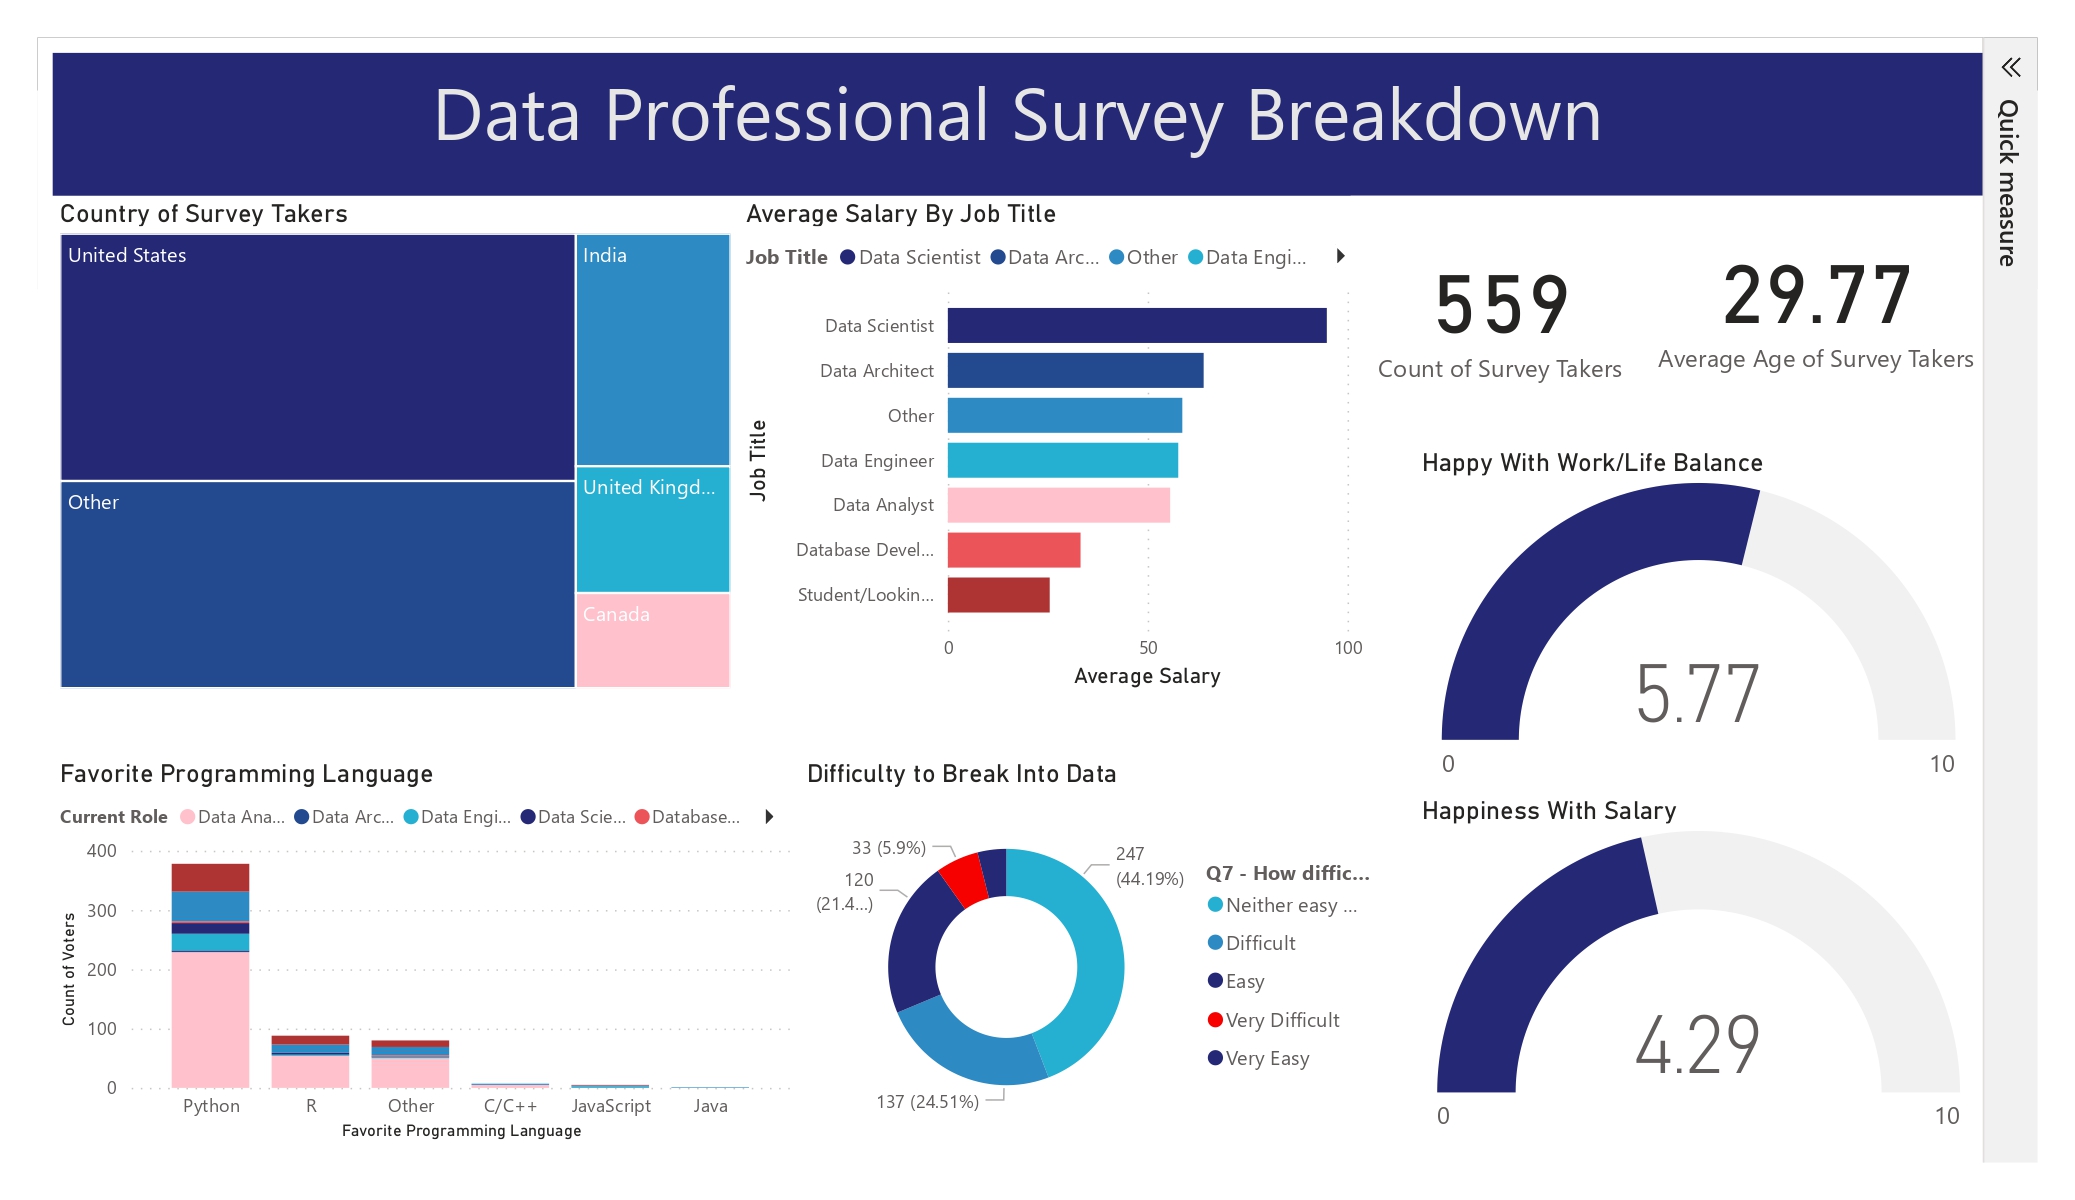 Data Professional Survey Breakdown
Quick measure
Country of Survey Takers
United States
India
Other
United Kingd...
Canada
Average Salary By Job Title
Job Title Data Scientist Data Arc... Other Data Engi...
Job Title
Data Scientist
Data Architect
Other
Data Engineer
Data Analyst
Database Devel...
Student/Lookin...
0 50 100
Average Salary
559
Count of Survey Takers
29.77
Average Age of Survey Takers
Happy With Work/Life Balance
5.77
0 10
Favorite Programming Language
Current Role Data Ana... Data Arc... Data Engi... Data Scie... Database...
Count of Voters
400
300
200
100
0
Python R Other C/C++ JavaScript Java
Favorite Programming Language
Difficulty to Break Into Data
33 (5.9%)
120
(21.4...)
247
(44.19%)
137 (24.51%)
Q7 - How diffic...
Neither easy ...
Difficult
Easy
Very Difficult
Very Easy
Happiness With Salary
4.29
0 10